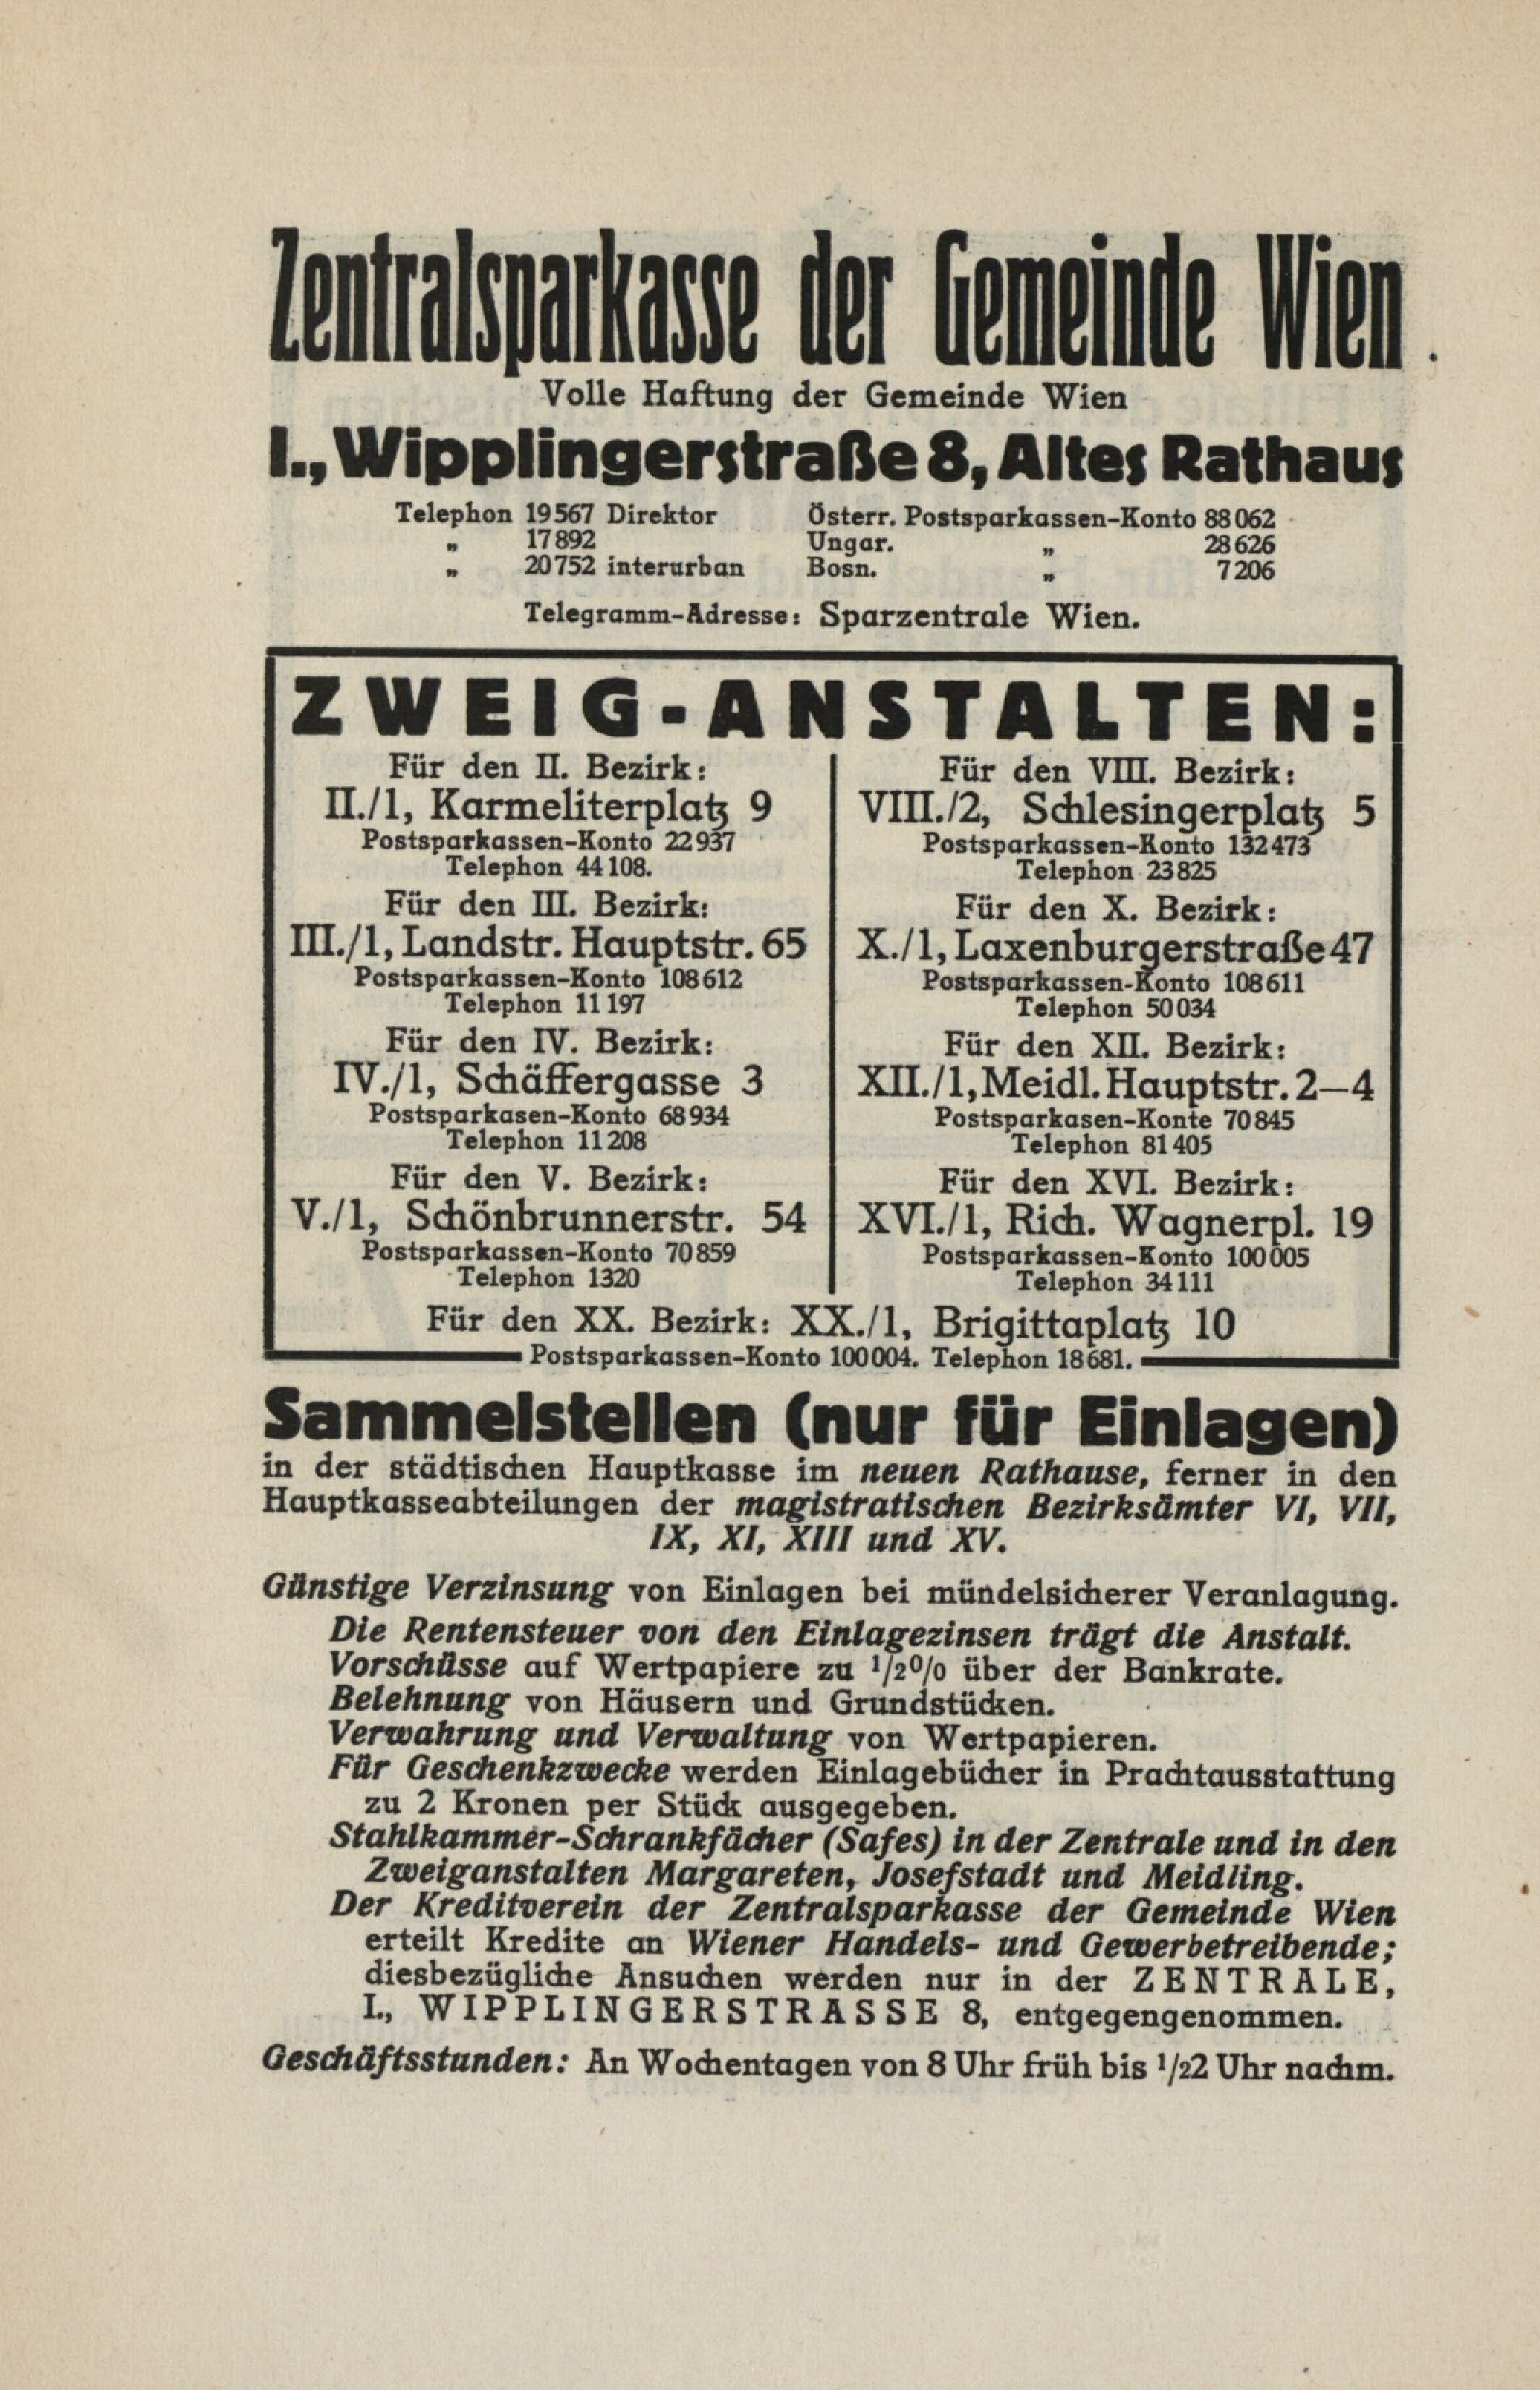 Zentralsparkasse der Gemeinde Wien
Volle Haftung der Gemeinde Wien
I., Wipplingerstraße 8, Altes Rathaus
Telephon 19567 Direktor
„ 17892
„ 20752 interurban
Österr. Postsparkassen-Konto 88062
Ungar. „ 28626
Bosn. „ 7206
Telegramm-Adresse: Sparzentrale Wien.
ZWEIG-ANSTALTEN:
Für den II. Bezirk:
II./1, Karmeliterplatz 9
Postsparkassen-Konto 22937
Telephon 44108.
Für den III. Bezirk:
III./1, Landstr. Hauptstr. 65
Postsparkassen-Konto 108612
Telephon 11197
Für den IV. Bezirk:
IV./1, Schäffergasse 3
Postsparkasen-Konto 68934
Telephon 11208
Für den V. Bezirk:
V./1, Schönbrunnerstr. 54
Postsparkassen-Konto 70859
Telephon 1320
Für den VIII. Bezirk:
VIII./2, Schlesingerplatz 5
Postsparkassen-Konto 132473
Telephon 23825
Für den X. Bezirk:
X./1, Laxenburgerstraße 47
Postsparkassen-Konto 108611
Telephon 50034
Für den XII. Bezirk:
XII./1, Meidl. Hauptstr. 2–4
Postsparkasen-Konte 70845
Telephon 81405
Für den XVI. Bezirk:
XVI./1, Rich. Wagnerpl. 19
Postsparkassen-Konto 100005
Telephon 34111
Für den XX. Bezirk: XX./1, Brigittaplatz 10
Postsparkassen-Konto 100004. Telephon 18681.
Sammelstellen (nur für Einlagen)
in der städtischen Hauptkasse im neuen Rathause, ferner in den
Hauptkasseabteilungen der magistratischen Bezirksämter VI, VII,
IX, XI, XIII und XV.
Günstige Verzinsung von Einlagen bei mündelsicherer Veranlagung.
Die Rentensteuer von den Einlagezinsen trägt die Anstalt.
Vorschüsse auf Wertpapiere zu 1/2% über der Bankrate.
Belehnung von Häusern und Grundstücken.
Verwahrung und Verwaltung von Wertpapieren.
Für Geschenkzwecke werden Einlagebücher in Prachtausstattung
zu 2 Kronen per Stück ausgegeben.
Stahlkammer-Schrankfächer (Safes) in der Zentrale und in den
Zweiganstalten Margareten, Josefstadt und Meidling.
Der Kreditverein der Zentralsparkasse der Gemeinde Wien
erteilt Kredite an Wiener Handels- und Gewerbetreibende;
diesbezügliche Ansuchen werden nur in der ZENTRALE,
I., WIPPLINGERSTRASSE 8, entgegengenommen.
Geschäftsstunden: An Wochentagen von 8 Uhr früh bis 1/22 Uhr nachm.